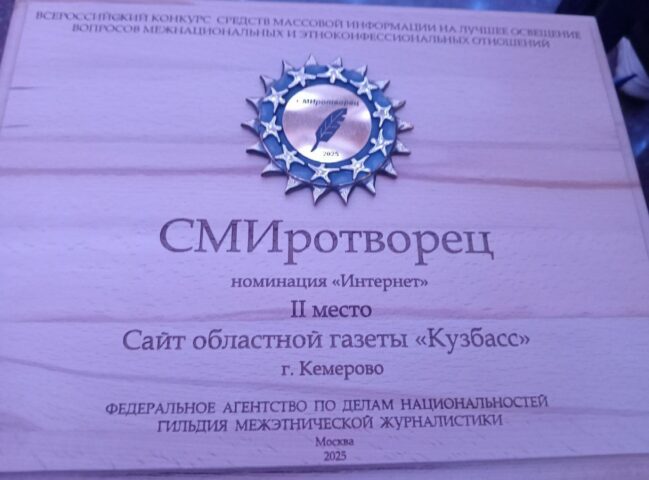 ВСЕРОССИЙСКИЙ КОНКУРС СРЕДСТВ МАССОВОЙ ИНФОРМАЦИИ НА ЛУЧШЕЕ ОСВЕЩЕНИЕ
ВОПРОСОВ МЕЖНАЦИОНАЛЬНЫХ И ЭТНОКОНФЕССИОНАЛЬНЫХ ОТНОШЕНИЙ
СМИротворец
2025
СМИротворец
номинация «Интернет»
II место
Сайт областной газеты «Кузбасс»
г. Кемерово
ФЕДЕРАЛЬНОЕ АГЕНТСТВО ПО ДЕЛАМ НАЦИОНАЛЬНОСТЕЙ
ГИЛЬДИЯ МЕЖЭТНИЧЕСКОЙ ЖУРНАЛИСТИКИ
Москва
2025